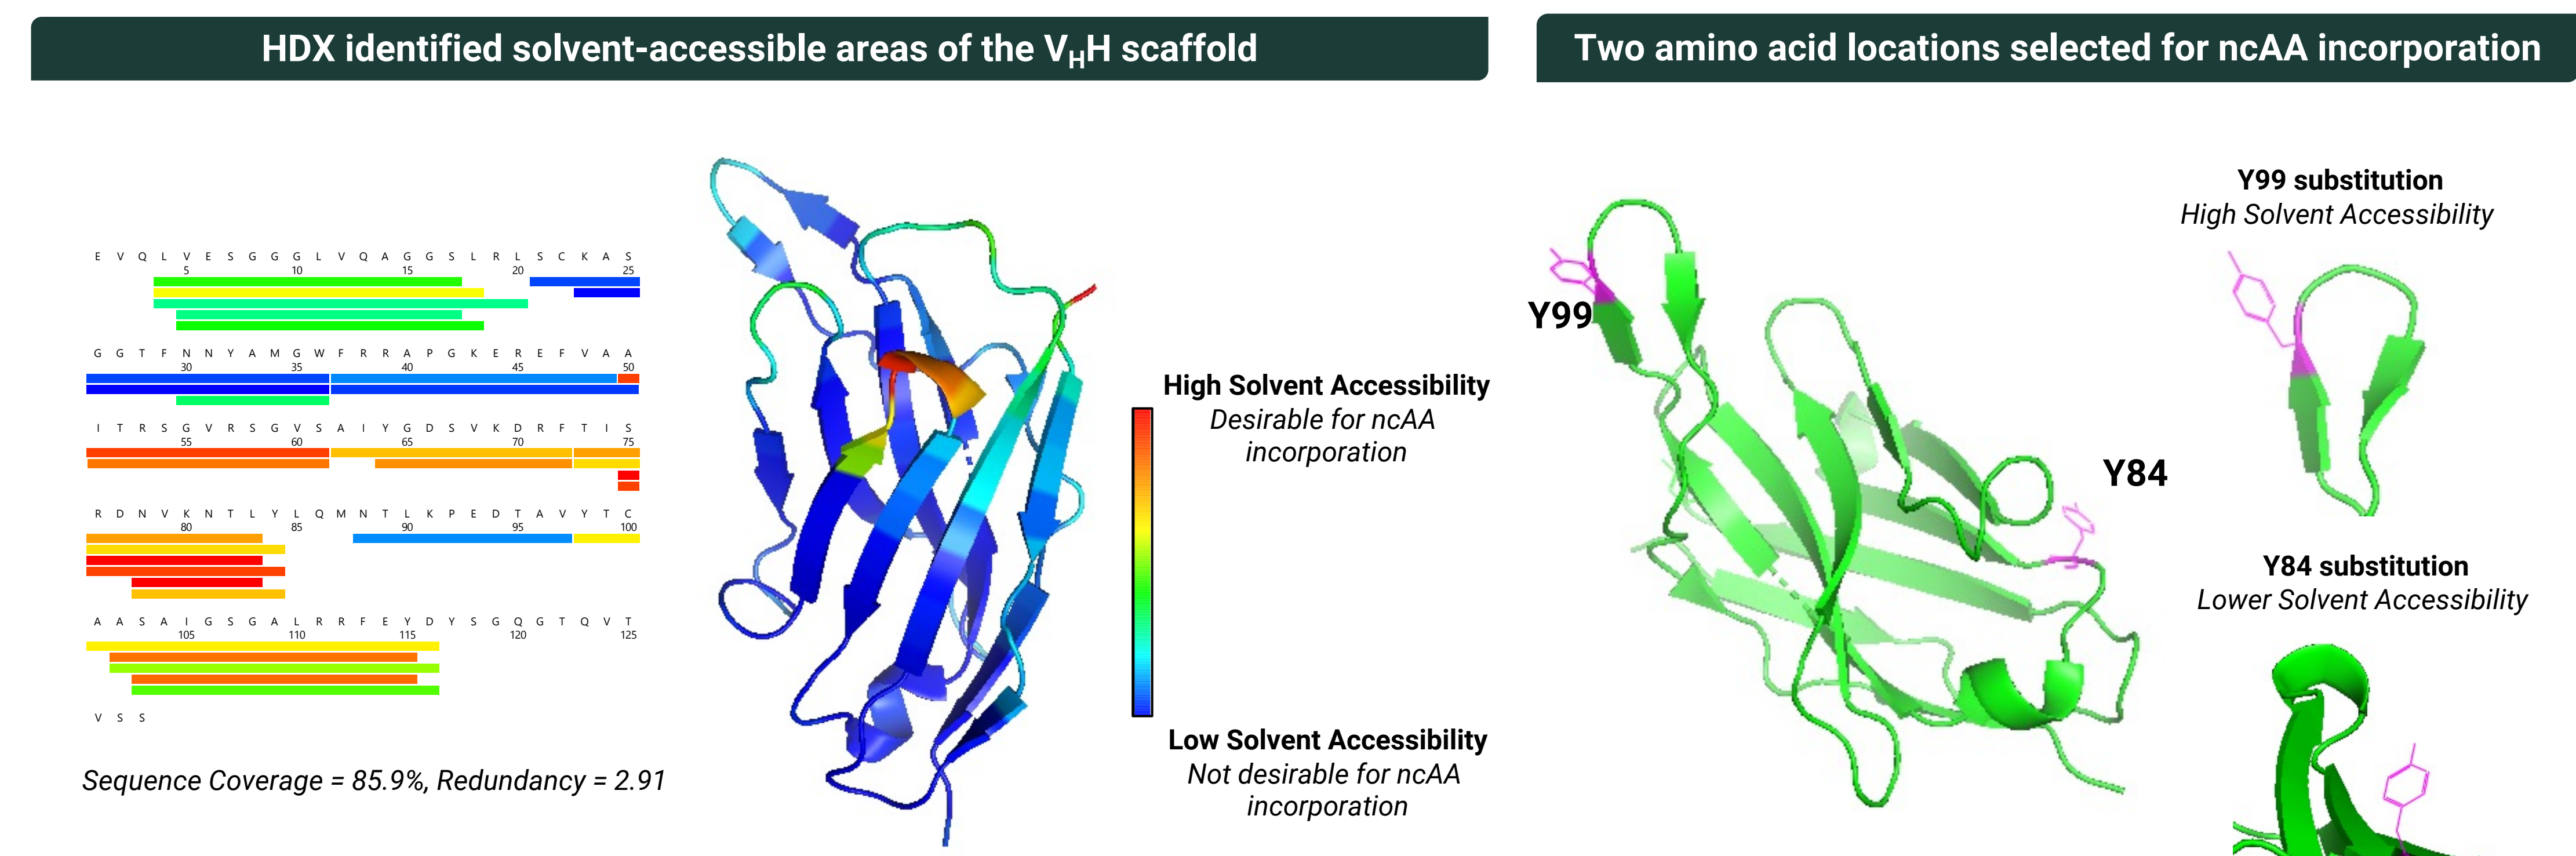 HDX identified solvent-accessible areas of the VHH scaffold
Two amino acid locations selected for ncAA incorporation
E V Q L V E S G G G L V Q A G G S L R L S C K A S
5 10 15 20 25
G G T F N N Y A M G W F R R A P G K E R E F V A A
30 35 40 45 50
I T R S G V R S G V S A I Y G D S V K D R F T I S
55 60 65 70 75
R D N V K N T L Y L Q M N T L K P E D T A V Y T C
80 85 90 95 100
A A S A I G S G A L R R F E Y D Y S G Q G T Q V T
105 110 115 120 125
V S S
Sequence Coverage = 85.9%, Redundancy = 2.91
High Solvent Accessibility
Desirable for ncAA
incorporation
Low Solvent Accessibility
Not desirable for ncAA
incorporation
Y99
Y84
Y99 substitution
High Solvent Accessibility
Y84 substitution
Lower Solvent Accessibility